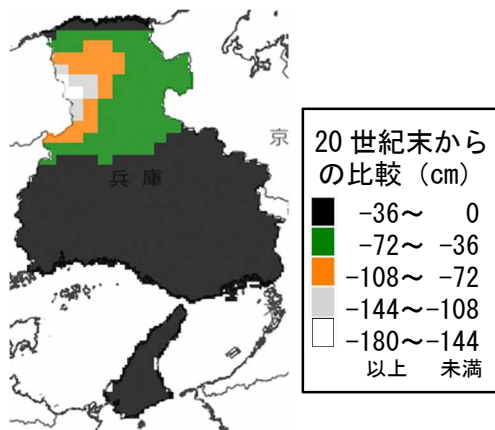 京
兵庫
20 世紀末から
の比較 (cm)
-36～ 0
-72～ -36
-108～ -72
-144～-108
-180～-144
以上 未満